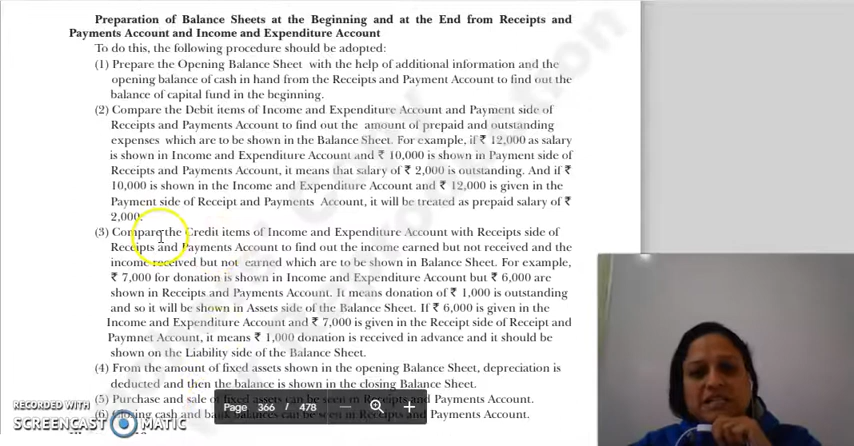 Preparation of Balance Sheets at the Beginning and at the End from Receipts and
Payments Account and Income and Expenditure Account
To do this, the following procedure should be adopted:
(1) Prepare the Opening Balance Sheet with the help of additional information and the
opening balance of cash in hand from the Receipts and Payment Account to find out the
balance of capital fund in the beginning.
(2) Compare the Debit items of Income and Expenditure Account and Payment side of
Receipts and Payments Account to find out the amount of prepaid and outstanding
expenses which are to be shown in the Balance Sheet. For example, if ₹ 12,000 as salary
is shown in Income and Expenditure Account and ₹ 10,000 is shown in Payment side of
Receipts and Payments Account, it means that salary of ₹ 2,000 is outstanding. And if ₹
10,000 is shown in the Income and Expenditure Account and ₹ 12,000 is given in the
Payment side of Receipt and Payments Account, it will be treated as prepaid salary of ₹
2,000.
(3) Compare the Credit items of Income and Expenditure Account with Receipts side of
Receipts and Payments Account to find out the income earned but not received and the
income received but not earned which are to be shown in Balance Sheet. For example,
₹ 7,000 for donation is shown in Income and Expenditure Account but ₹ 6,000 are
shown in Receipts and Payments Account. It means donation of ₹ 1,000 is outstanding
and so it will be shown in Assets side of the Balance Sheet. If ₹ 6,000 is given in the
Income and Expenditure Account and ₹ 7,000 is given in the Receipt side of Receipt and
Paymnet Account, it means ₹ 1,000 donation is received in advance and it should be
shown on the Liability side of the Balance Sheet.
(4) From the amount of fixed assets shown in the opening Balance Sheet, depreciation is
deducted and then the balance is shown in the closing Balance Sheet.
(5) Purchase and sale of fixed assets can be seen in Receipts and Payments Account.
(6) Closing cash and bank balances can be seen in Receipts and Payments Account.
Page 366 / 478
RECORDED WITH
SCREENCAST MATIC